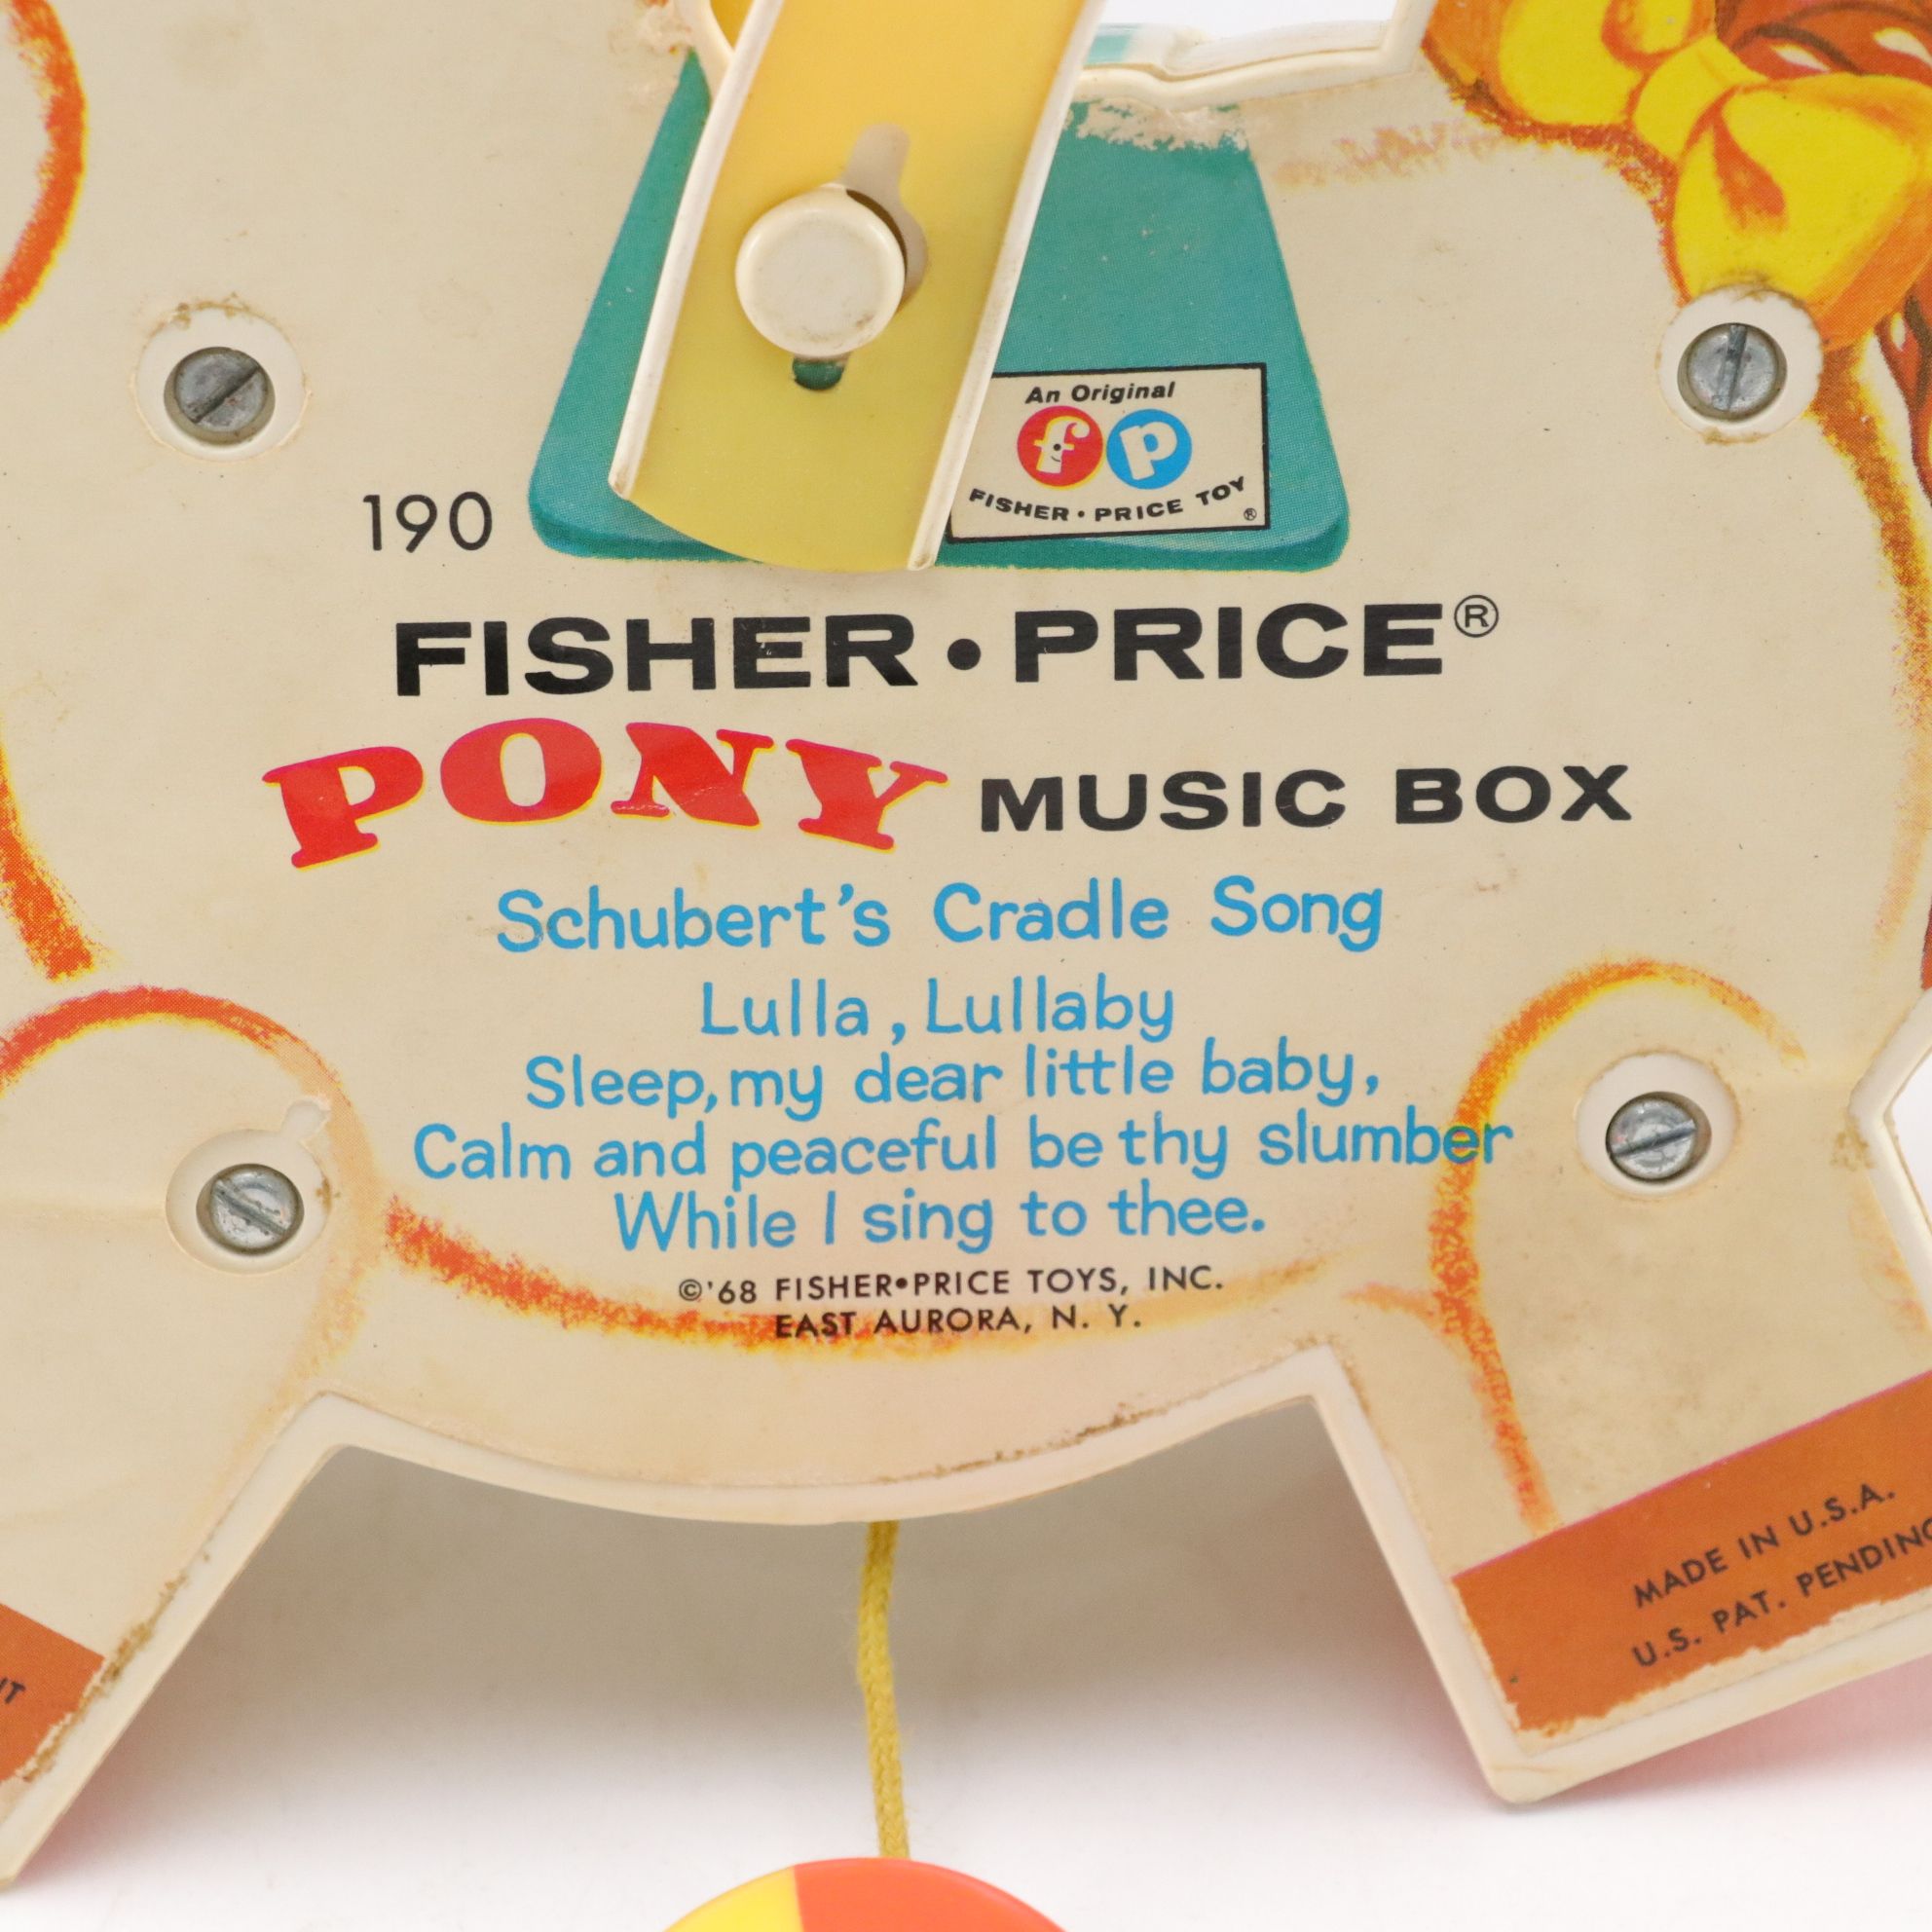 An Original
fp
FISHER•PRICE TOY®
190
FISHER•PRICE®
PONY MUSIC BOX
Schubert's Cradle Song
Lulla, Lullaby
Sleep, my dear little baby,
Calm and peaceful be thy slumber
While I sing to thee.
©'68 FISHER•PRICE TOYS, INC.
EAST AURORA, N. Y.
MADE IN U.S.A.
U.S. PAT. PENDING